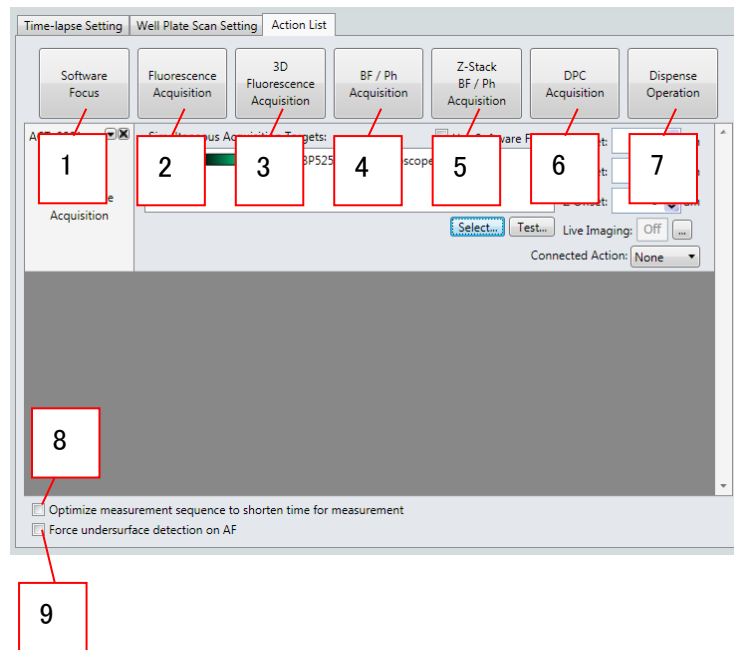 Time-lapse Setting Well Plate Scan Setting Action List
Software Focus
Fluorescence Acquisition
3D Fluorescence Acquisition
BF / Ph Acquisition
Z-Stack BF / Ph Acquisition
DPC Acquisition
Dispense Operation
1
2
3
4
5
6
7
Acquisition
Select... Test... Live Imaging: Off ...
Connected Action: None
8
Optimize measurement sequence to shorten time for measurement
Force undersurface detection on AF
9